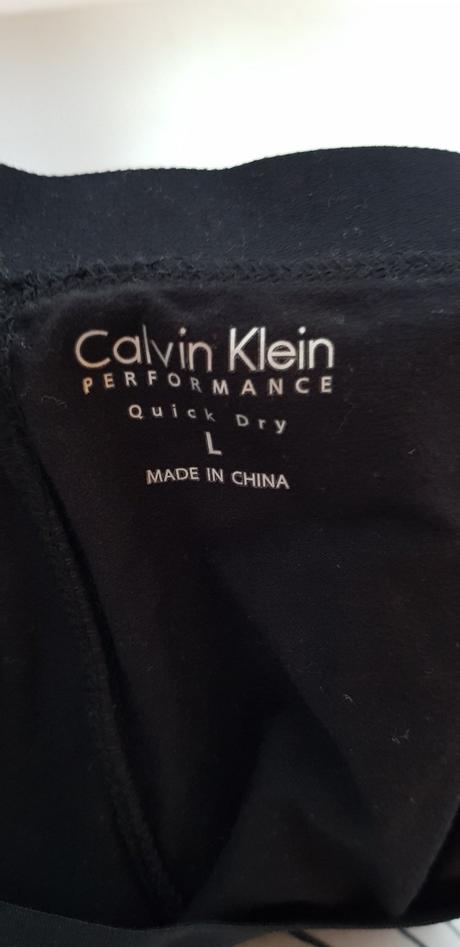 Calvin Klein
PERFORMANCE
Quick Dry
L
MADE IN CHINA